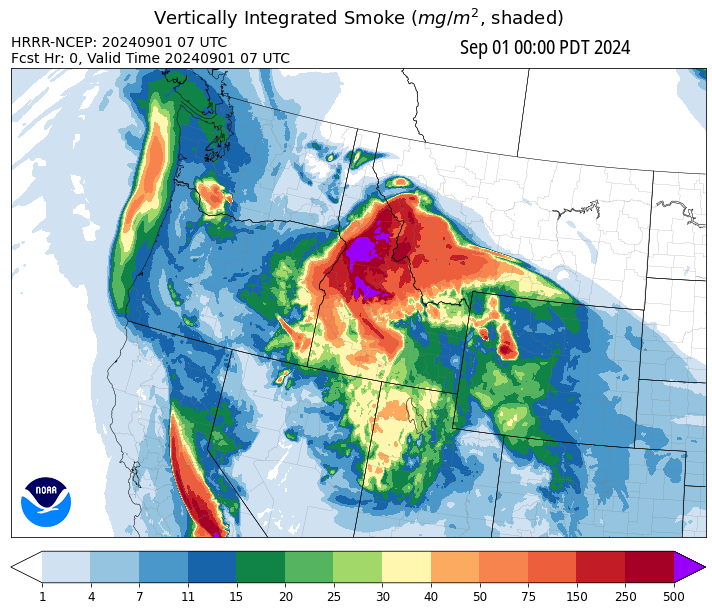 Vertically Integrated Smoke (mg/m², shaded)
HRRR-NCEP: 20240901 07 UTC
Fcst Hr: 0, Valid Time 20240901 07 UTC
Sep 01 00:00 PDT 2024
NOAA
1 4 7 11 15 20 25 30 40 50 75 150 250 500